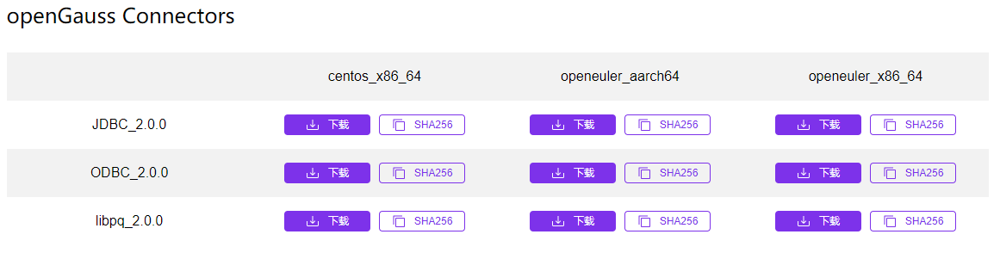 openGauss Connectors
centos_x86_64 openeuler_aarch64 openeuler_x86_64
JDBC_2.0.0 下载 SHA256 下载 SHA256 下载 SHA256
ODBC_2.0.0 下载 SHA256 下载 SHA256 下载 SHA256
libpq_2.0.0 下载 SHA256 下载 SHA256 下载 SHA256